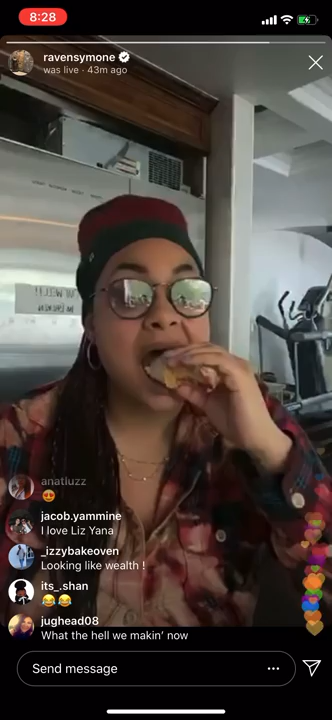 8:28
ravensymone
was live · 43m ago
anatluzz
😍
jacob.yammine
I love Liz Yana
_izzybakeoven
Looking like wealth !
its_.shan
😂😂
jughead08
What the hell we makin’ now
Send message